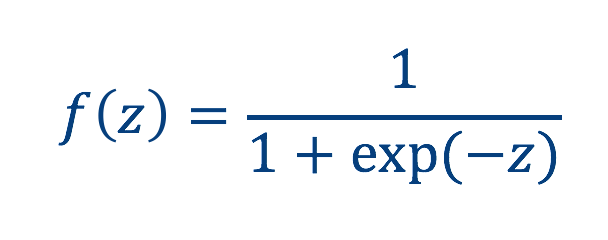 f(z) = 1 / (1 + exp(−z))